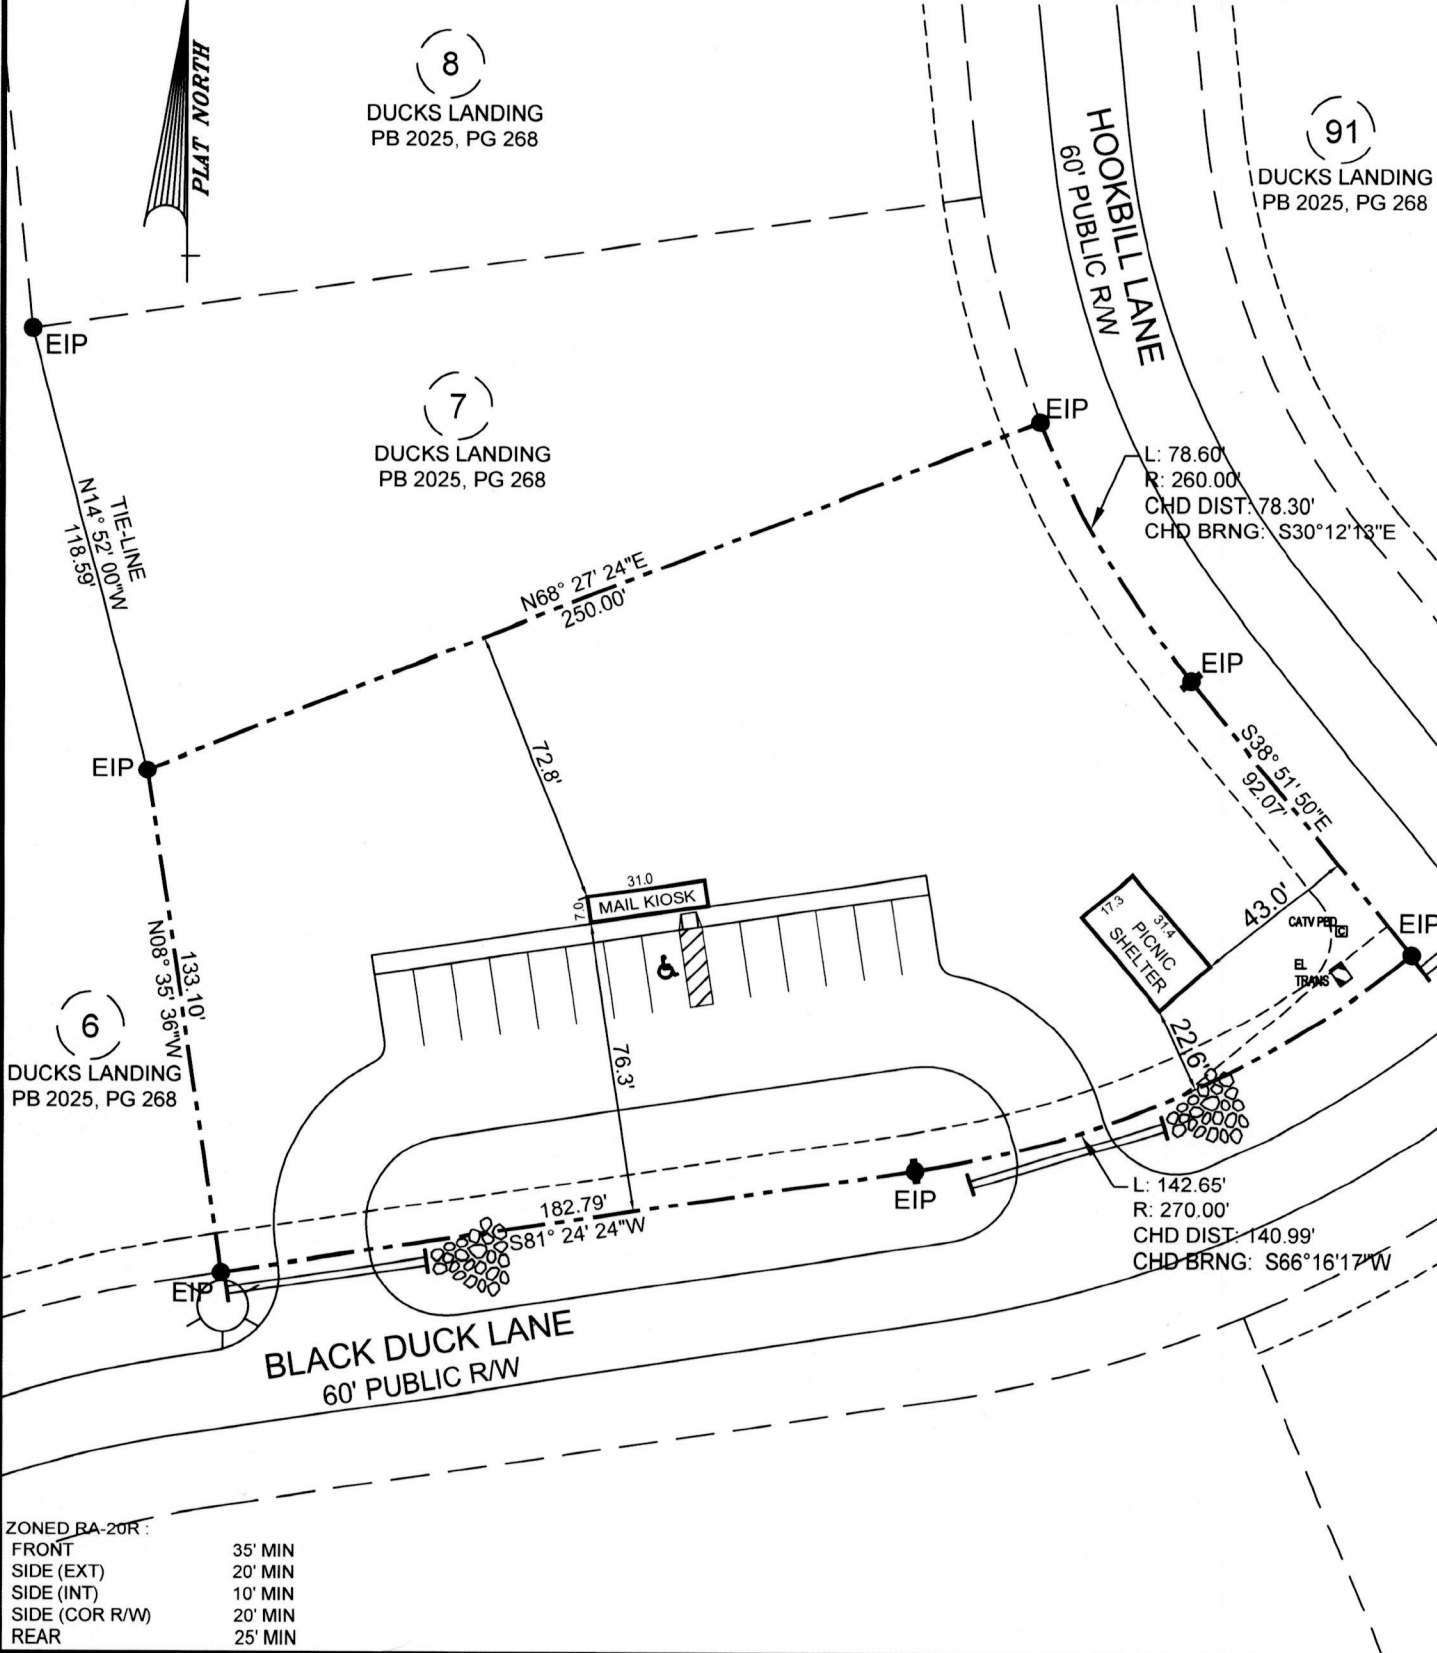 PLAT NORTH
8
DUCKS LANDING
PB 2025, PG 268
HOOKBILL LANE
60' PUBLIC R/W
91
DUCKS LANDING
PB 2025, PG 268
EIP
7
DUCKS LANDING
PB 2025, PG 268
EIP
L: 78.60'
R: 260.00'
CHD DIST: 78.30'
CHD BRNG: S30°12'13"E
TIE-LINE
N14° 52' 00"W
118.59'
N68° 27' 24"E
250.00'
EIP
S38° 51' 50"E
92.07'
EIP
72.8'
31.0
MAIL KIOSK
10.7
17.3
31.4
PICNIC
SHELTER
43.0'
CATV PED
C
EIP
EL
TRANS
133.10'
N08° 35' 36"W
6
DUCKS LANDING
PB 2025, PG 268
76.3'
22.6'
EIP
182.79'
S81° 24' 24"W
L: 142.65'
R: 270.00'
CHD DIST: 140.99'
CHD BRNG: S66°16'17"W
EIP
BLACK DUCK LANE
60' PUBLIC R/W
ZONED RA-20R :
FRONT 35' MIN
SIDE (EXT) 20' MIN
SIDE (INT) 10' MIN
SIDE (COR R/W) 20' MIN
REAR 25' MIN